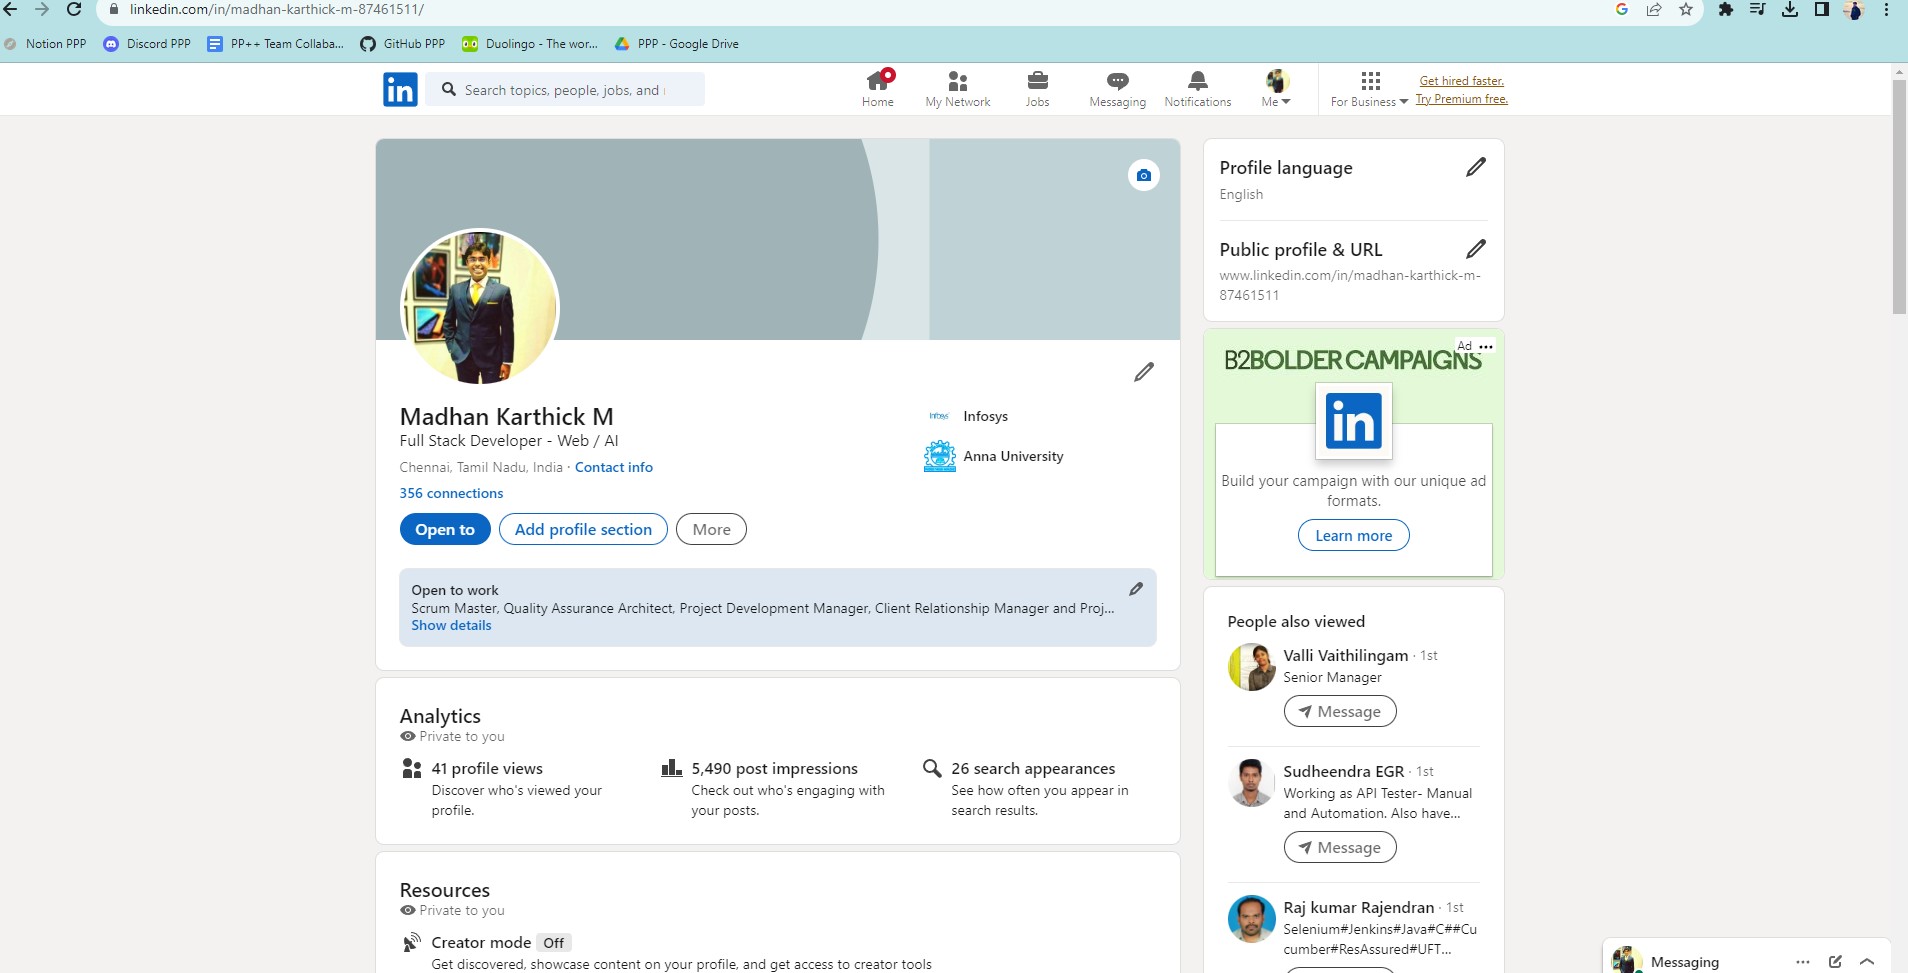 linkedin.com/in/madhan-karthick-m-87461511/
Notion PPP
Discord PPP
PP++ Team Collaba...
GitHub PPP
Duolingo - The wor...
PPP - Google Drive
in
Search topics, people, jobs, and
Home
My Network
Jobs
Messaging
Notifications
Me
For Business
Get hired faster.
Try Premium free.
Madhan Karthick M
Full Stack Developer - Web / AI
Chennai, Tamil Nadu, India · Contact info
356 connections
Infosys
Infosys
Anna University
Open to
Add profile section
More
Open to work
Scrum Master, Quality Assurance Architect, Project Development Manager, Client Relationship Manager and Proj...
Show details
Analytics
Private to you
41 profile views
Discover who's viewed your
profile.
5,490 post impressions
Check out who's engaging with
your posts.
26 search appearances
See how often you appear in
search results.
Resources
Private to you
Creator mode Off
Get discovered, showcase content on your profile, and get access to creator tools
Profile language
English
Public profile & URL
www.linkedin.com/in/madhan-karthick-m-
87461511
Ad
B2BOLDER CAMPAIGNS
in
Build your campaign with our unique ad
formats.
Learn more
People also viewed
Valli Vaithilingam · 1st
Senior Manager
Message
Sudheendra EGR · 1st
Working as API Tester- Manual
and Automation. Also have...
Message
Raj kumar Rajendran · 1st
Selenium#Jenkins#Java#C##Cu
cumber#ResAssured#UFT...
Messaging